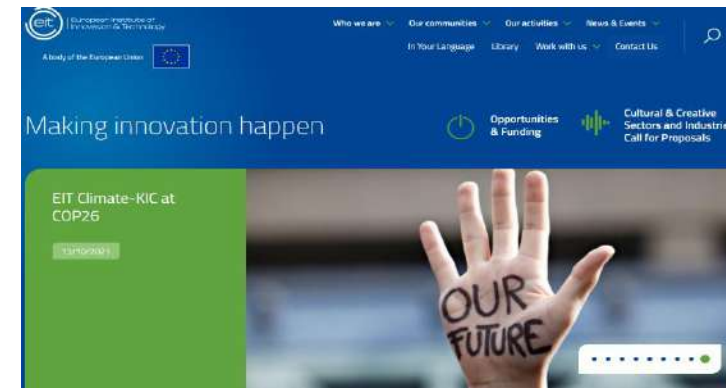 eit
European Institute of
Innovation & Technology
A body of the European Union
Who we are
Our communities
Our activities
News & Events
In Your Language
Library
Work with us
Contact Us
Making innovation happen
Opportunities
& Funding
Cultural & Creative
Sectors and Industrie
Call for Proposals
EIT Climate-KIC at
COP26
OUR
FUTURE